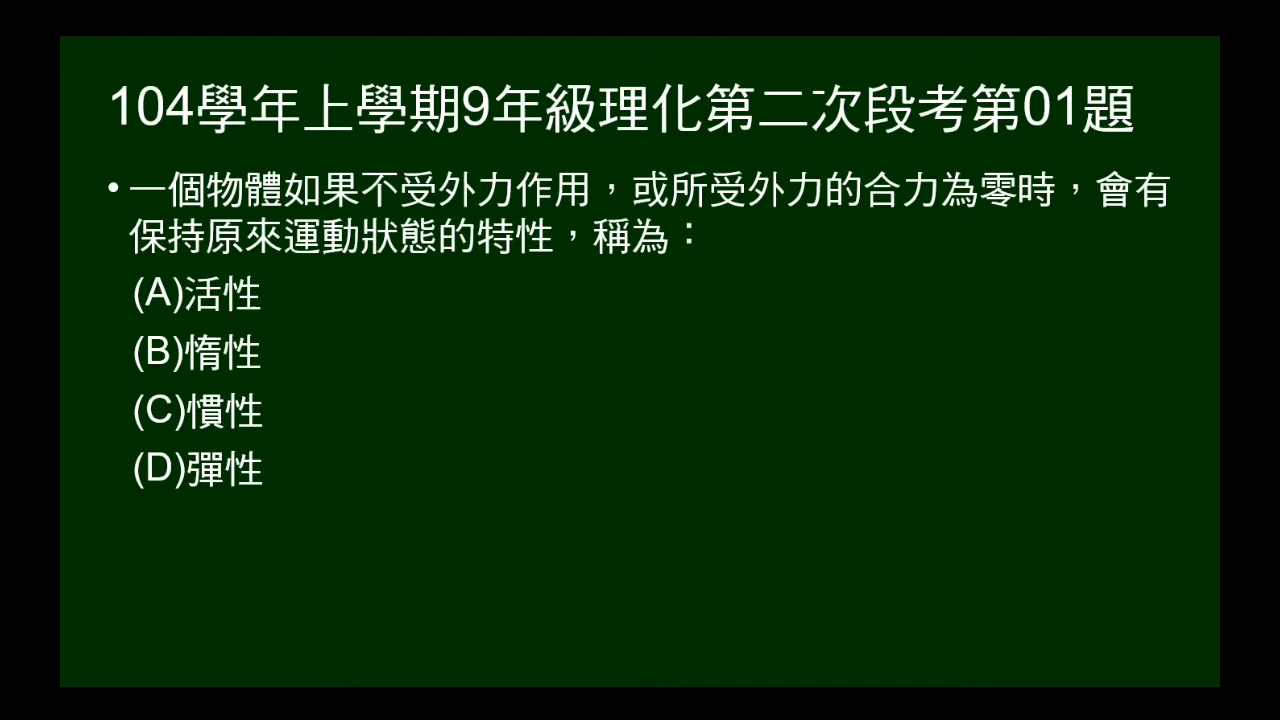 104學年上學期9年級理化第二次段考第01題
•一個物體如果不受外力作用，或所受外力的合力為零時，會有
保持原來運動狀態的特性，稱為：
(A)活性
(B)惰性
(C)慣性
(D)彈性